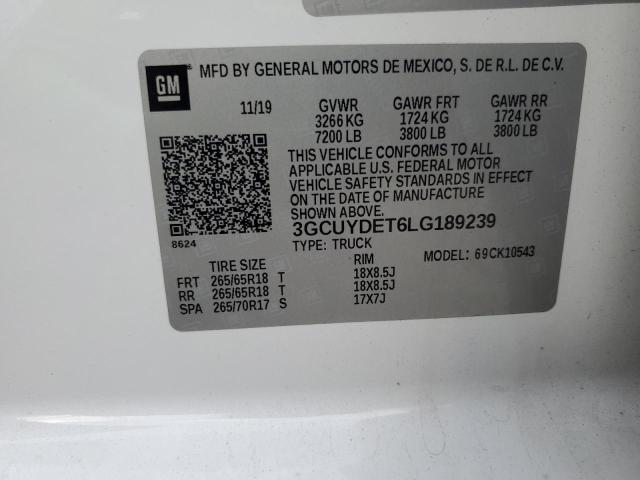 GM
MFD BY GENERAL MOTORS DE MEXICO, S. DE R.L. DE C.V.
11/19 GVWR GAWR FRT GAWR RR
3266 KG 1724 KG 1724 KG
7200 LB 3800 LB 3800 LB
THIS VEHICLE CONFORMS TO ALL
APPLICABLE U.S. FEDERAL MOTOR
VEHICLE SAFETY STANDARDS IN EFFECT
ON THE DATE OF MANUFACTURE
SHOWN ABOVE.
8624
3GCUYDET6LG189239
TYPE: TRUCK
MODEL: 69CK10543
TIRE SIZE RIM
FRT 265/65R18 T 18X8.5J
RR 265/65R18 T 18X8.5J
SPA 265/70R17 S 17X7J